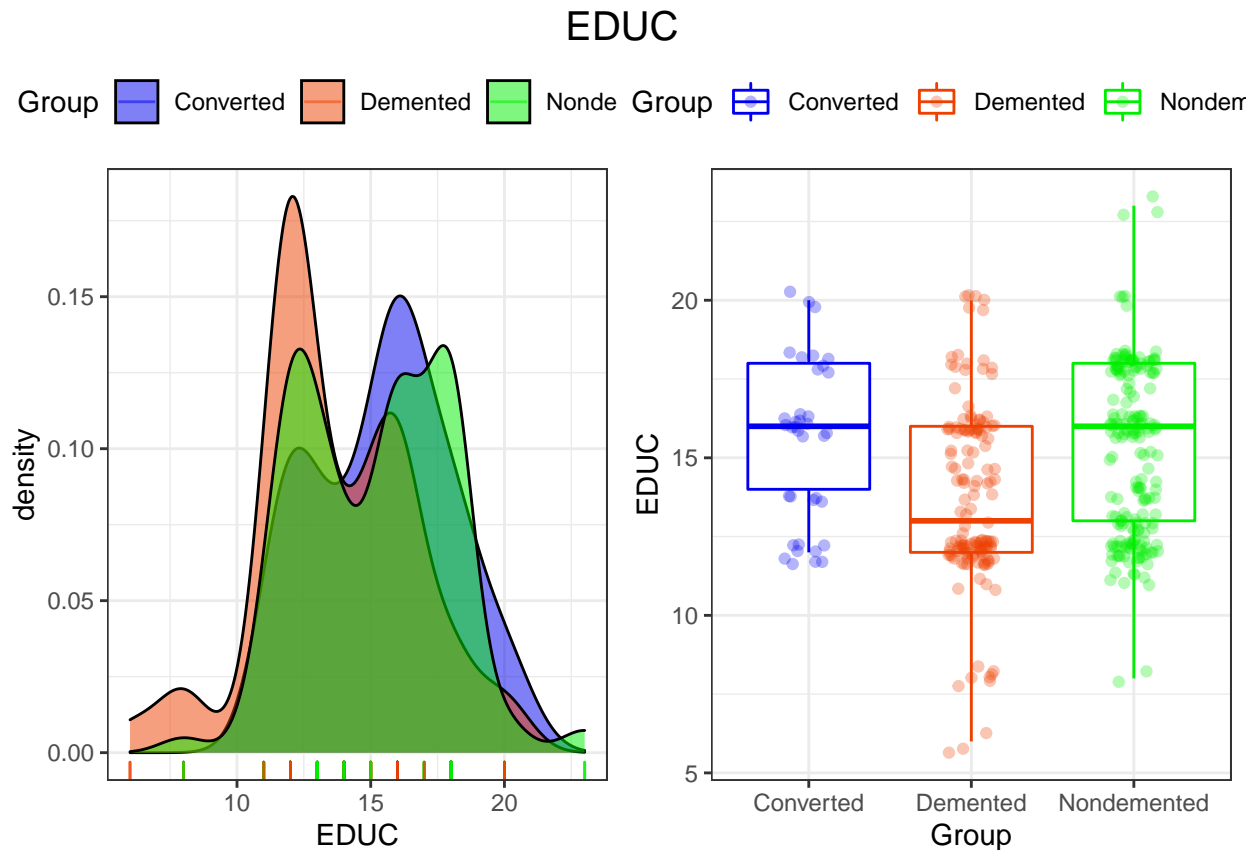 EDUC
Group Converted Demented Nonde
Group Converted Demented Nondem
density
0.15
0.10
0.05
0.00
10 15 20
EDUC
EDUC
20
15
10
5
Converted Demented Nondemented
Group